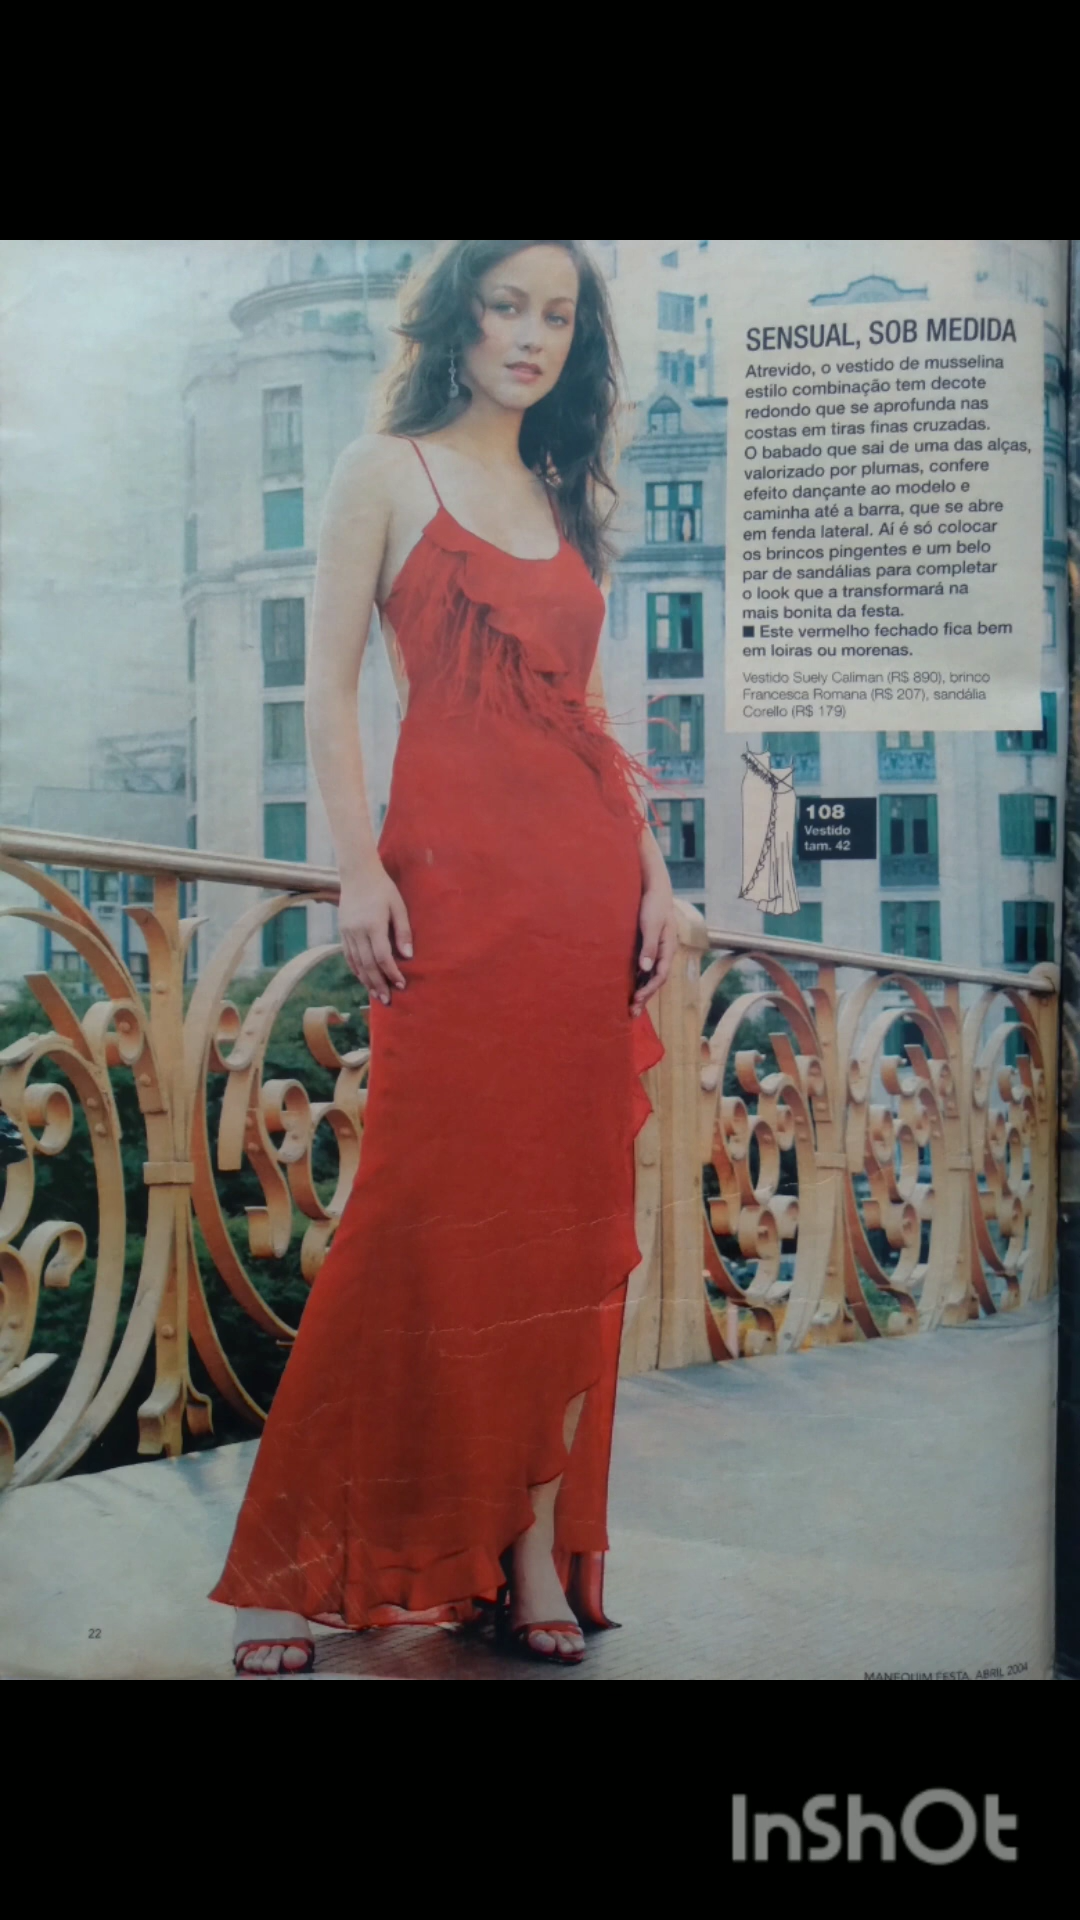 SENSUAL, SOB MEDIDA
Atrevido, o vestido de musselina
estilo combinação tem decote
redondo que se aprofunda nas
costas em tiras finas cruzadas.
O babado que sai de uma das alças,
valorizado por plumas, confere
efeito dançante ao modelo e
caminha até a barra, que se abre
em fenda lateral. Aí é só colocar
os brincos pingentes e um belo
par de sandálias para completar
o look que a transformará na
mais bonita da festa.
■ Este vermelho fechado fica bem
em loiras ou morenas.
Vestido Suely Caliman (R$ 890), brinco
Francesca Romana (R$ 207), sandália
Corello (R$ 179)
108
Vestido
tam. 42
22
MANEQUIM FESTA, ABRIL 2004
InShOt